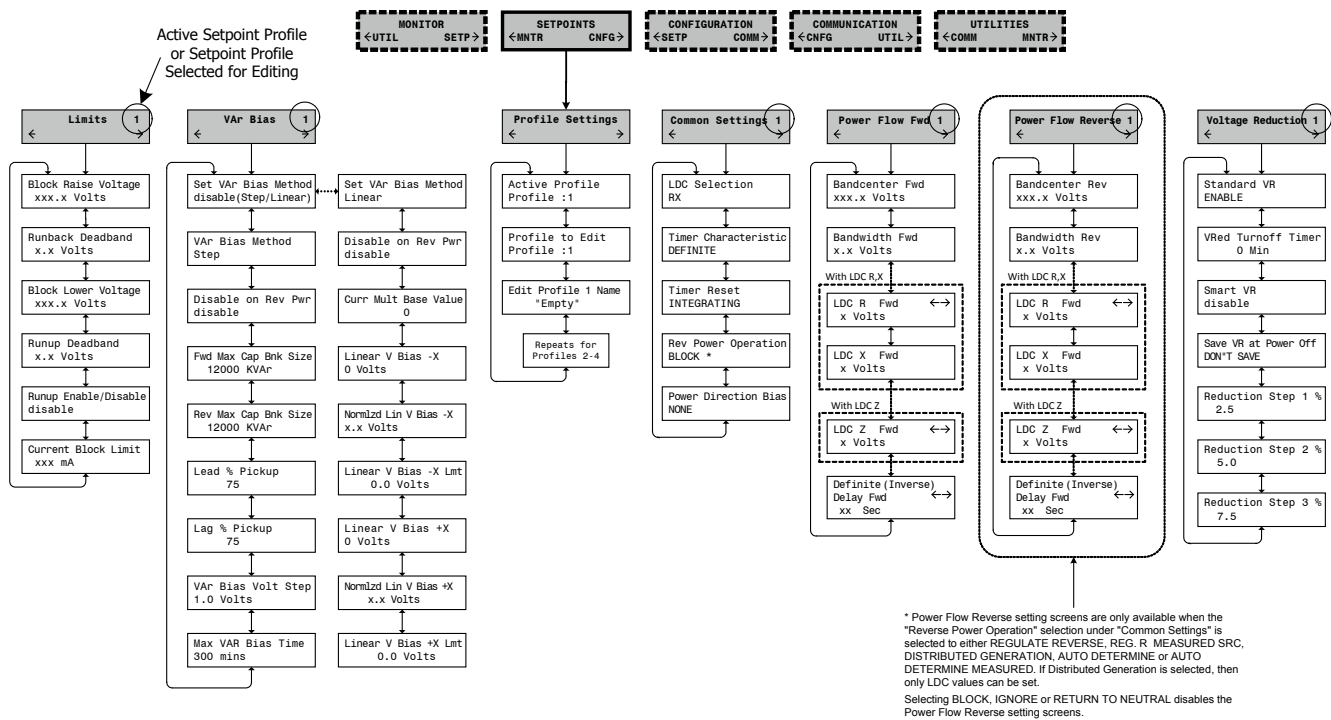 MONITOR
←UTIL SETP→
SETPOINTS
←MNTR CNFG→
CONFIGURATION
←SETP COMM→
COMMUNICATION
←CNFG UTIL→
UTILITIES
←COMM MNTR→
Active Setpoint Profile
or Setpoint Profile
Selected for Editing
Limits 1
← →
Block Raise Voltage
xxx.x Volts
Runback Deadband
x.x Volts
Block Lower Voltage
xxx.x Volts
Runup Deadband
x.x Volts
Runup Enable/Disable
disable
Current Block Limit
xxx mA
VAr Bias 1
← →
Set VAr Bias Method
disable(Step/Linear)
VAr Bias Method
Step
Disable on Rev Pwr
disable
Fwd Max Cap Bnk Size
12000 KVAr
Rev Max Cap Bnk Size
12000 KVAr
Lead % Pickup
75
Lag % Pickup
75
VAr Bias Volt Step
1.0 Volts
Max VAR Bias Time
300 mins
Set VAr Bias Method
Linear
Disable on Rev Pwr
disable
Curr Mult Base Value
0
Linear V Bias -X
0 Volts
Normlzd Lin V Bias -X
x.x Volts
Linear V Bias -X Lmt
0.0 Volts
Linear V Bias +X
0 Volts
Normlzd Lin V Bias +X
x.x Volts
Linear V Bias +X Lmt
0.0 Volts
Profile Settings
← →
Active Profile
Profile :1
Profile to Edit
Profile :1
Edit Profile 1 Name
"Empty"
Repeats for
Profiles 2-4
Common Settings 1
← →
LDC Selection
RX
Timer Characteristic
DEFINITE
Timer Reset
INTEGRATING
Rev Power Operation
BLOCK *
Power Direction Bias
NONE
Power Flow Fwd 1
← →
Bandcenter Fwd
xxx.x Volts
Bandwidth Fwd
x.x Volts
With LDC R,X
LDC R Fwd ←→
x Volts
LDC X Fwd
x Volts
With LDC Z
LDC Z Fwd ←→
x Volts
Definite(Inverse)
Delay Fwd ←→
xx Sec
Power Flow Reverse 1
← →
Bandcenter Rev
xxx.x Volts
Bandwidth Rev
x.x Volts
With LDC R,X
LDC R Fwd ←→
x Volts
LDC X Fwd
x Volts
With LDC Z
LDC Z Fwd ←→
x Volts
Definite(Inverse)
Delay Fwd ←→
xx Sec
Voltage Reduction 1
← →
Standard VR
ENABLE
VRed Turnoff Timer
0 Min
Smart VR
disable
Save VR at Power Off
DON"T SAVE
Reduction Step 1 %
2.5
Reduction Step 2 %
5.0
Reduction Step 3 %
7.5
* Power Flow Reverse setting screens are only available when the
"Reverse Power Operation" selection under "Common Settings" is
selected to either REGULATE REVERSE, REG. R MEASURED SRC,
DISTRIBUTED GENERATION, AUTO DETERMINE or AUTO
DETERMINE MEASURED. If Distributed Generation is selected, then
only LDC values can be set.
Selecting BLOCK, IGNORE or RETURN TO NEUTRAL disables the
Power Flow Reverse setting screens.